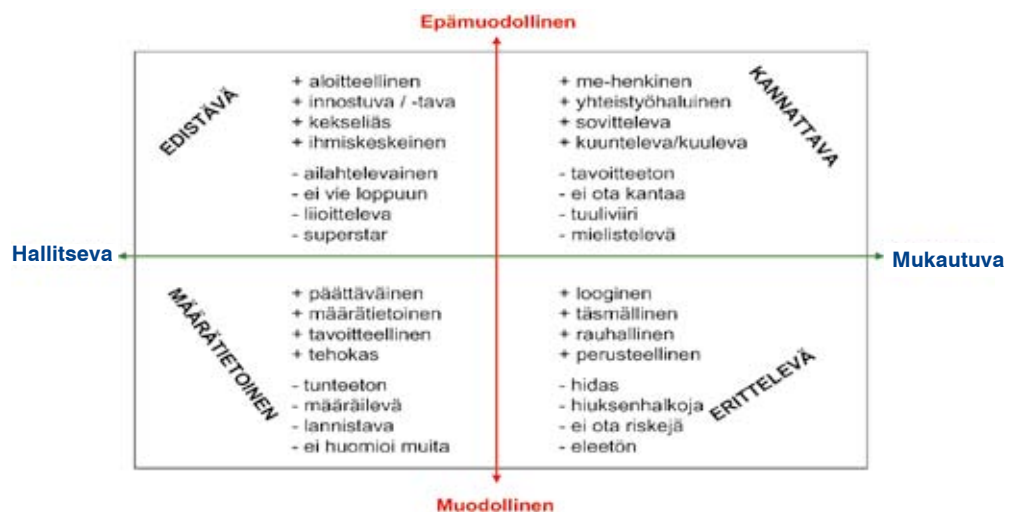 Epämuodollinen
EDISTÄVÄ
+ aloitteellinen
+ innostuva / -tava
+ kekseliäs
+ ihmiskeskeinen
- ailahtelevainen
- ei vie loppuun
- liioitteleva
- superstar
KANNATTAVA
+ me-henkinen
+ yhteistyöhaluinen
+ sovitteleva
+ kuunteleva/kuuleva
- tavoitteeton
- ei ota kantaa
- tuuliviiri
- mielistelevä
Hallitseva
Mukautuva
MÄÄRÄTIETOINEN
+ päättäväinen
+ määrätietoinen
+ tavoitteellinen
+ tehokas
- tunteeton
- määräilevä
- lannistava
- ei huomioi muita
ERITTELEVÄ
+ looginen
+ täsmällinen
+ rauhallinen
+ perusteellinen
- hidas
- hiuksenhalkoja
- ei ota riskejä
- eleetön
Muodollinen